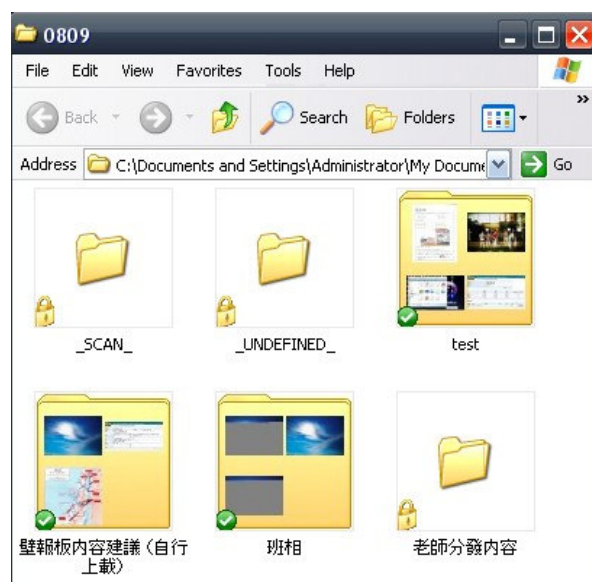 0809
File Edit View Favorites Tools Help
Back Search Folders »
Address C:\Documents and Settings\Administrator\My Docume Go
_SCAN_ _UNDEFINED_ test
壁報板内容建議（自行
上載） 班相 老師分發内容